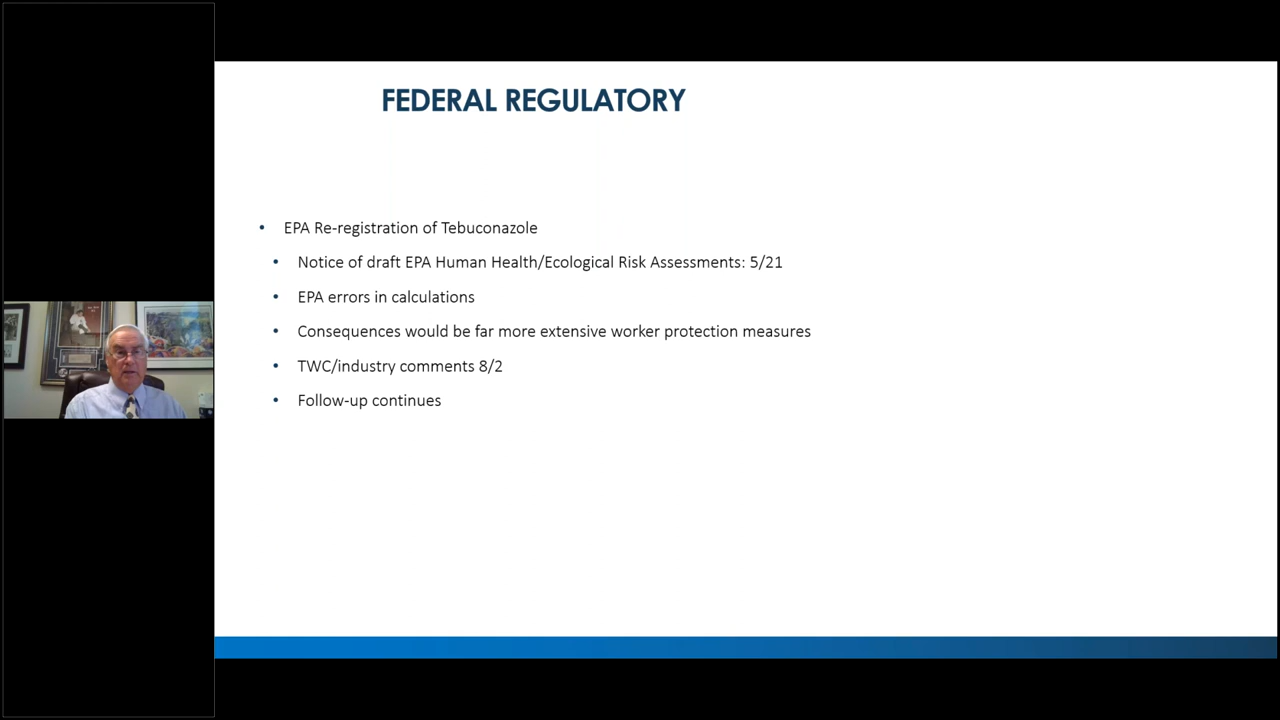 FEDERAL REGULATORY
• EPA Re-registration of Tebuconazole
• Notice of draft EPA Human Health/Ecological Risk Assessments: 5/21
• EPA errors in calculations
• Consequences would be far more extensive worker protection measures
• TWC/industry comments 8/2
• Follow-up continues